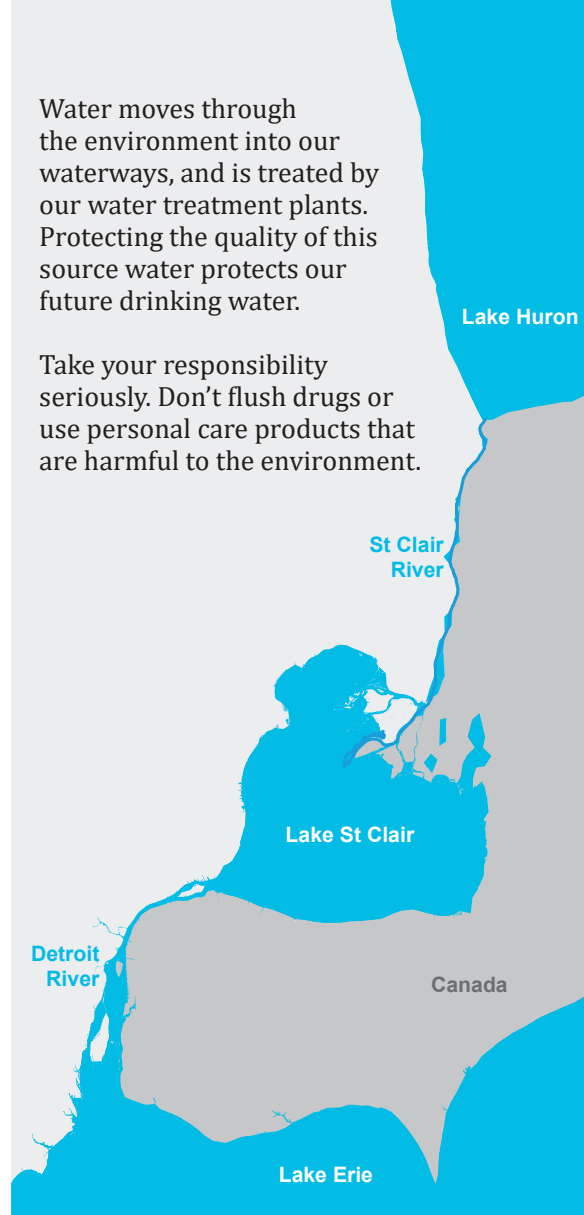 Water moves through
the environment into our
waterways, and is treated by
our water treatment plants.
Protecting the quality of this
source water protects our
future drinking water.
Take your responsibility
seriously. Don’t flush drugs or
use personal care products that
are harmful to the environment.
Lake Huron
St Clair
River
Lake St Clair
Detroit
River
Canada
Lake Erie